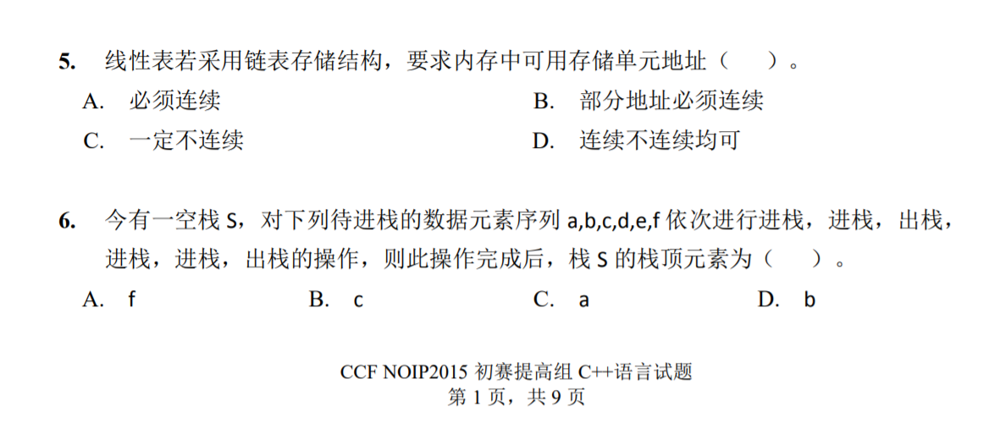 5. 线性表若采用链表存储结构，要求内存中可用存储单元地址（ ）。
A. 必须连续 B. 部分地址必须连续
C. 一定不连续 D. 连续不连续均可
6. 今有一空栈 S，对下列待进栈的数据元素序列 a,b,c,d,e,f 依次进行进栈，进栈，出栈，
进栈，进栈，出栈的操作，则此操作完成后，栈 S 的栈顶元素为（ ）。
A. f B. c C. a D. b
CCF NOIP2015 初赛提高组 C++语言试题
第 1 页，共 9 页